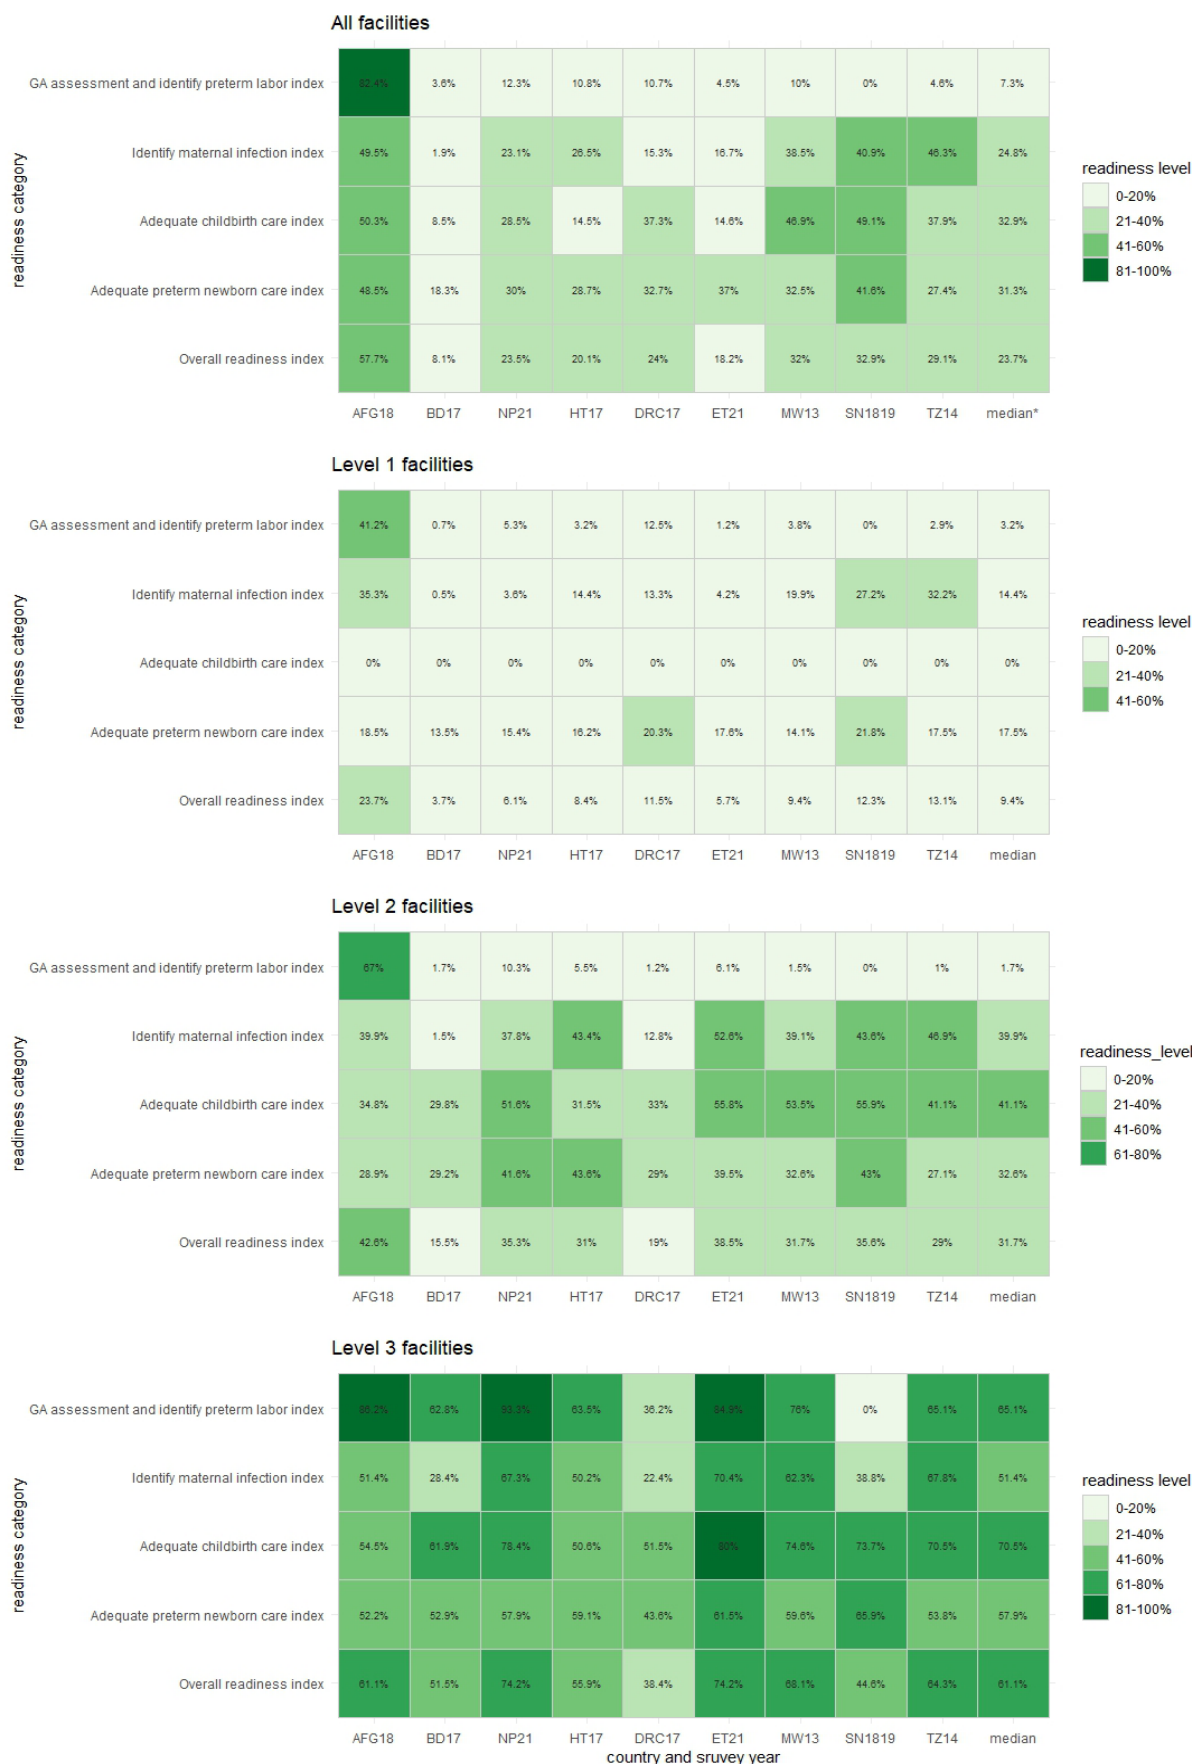 All facilities
readiness category
GA assessment and identify preterm labor index 82.4% 3.6% 12.3% 10.8% 10.7% 4.5% 10% 0% 4.6% 7.3%
Identify maternal infection index 49.5% 1.9% 23.1% 26.5% 15.3% 16.7% 38.5% 40.9% 46.3% 24.8%
Adequate childbirth care index 50.3% 8.5% 28.5% 14.5% 37.3% 14.6% 46.9% 49.1% 37.9% 32.9%
Adequate preterm newborn care index 48.5% 18.3% 30% 28.7% 32.7% 37% 32.5% 41.6% 27.4% 31.3%
Overall readiness index 57.7% 8.1% 23.5% 20.1% 24% 18.2% 32% 32.9% 29.1% 23.7%
AFG18 BD17 NP21 HT17 DRC17 ET21 MW13 SN1819 TZ14 median*
readiness level
0-20%
21-40%
41-60%
81-100%
Level 1 facilities
readiness category
GA assessment and identify preterm labor index 41.2% 0.7% 5.3% 3.2% 12.5% 1.2% 3.8% 0% 2.9% 3.2%
Identify maternal infection index 35.3% 0.5% 3.6% 14.4% 13.3% 4.2% 19.9% 27.2% 32.2% 14.4%
Adequate childbirth care index 0% 0% 0% 0% 0% 0% 0% 0% 0% 0%
Adequate preterm newborn care index 18.5% 13.5% 15.4% 16.2% 20.3% 17.6% 14.1% 21.8% 17.5% 17.5%
Overall readiness index 23.7% 3.7% 6.1% 8.4% 11.5% 5.7% 9.4% 12.3% 13.1% 9.4%
AFG18 BD17 NP21 HT17 DRC17 ET21 MW13 SN1819 TZ14 median
readiness level
0-20%
21-40%
41-60%
Level 2 facilities
readiness category
GA assessment and identify preterm labor index 67% 1.7% 10.3% 5.5% 1.2% 6.1% 1.5% 0% 1% 1.7%
Identify maternal infection index 39.9% 1.5% 37.8% 43.4% 12.8% 52.6% 39.1% 43.6% 46.9% 39.9%
Adequate childbirth care index 34.8% 29.8% 51.6% 31.5% 33% 55.8% 53.5% 55.9% 41.1% 41.1%
Adequate preterm newborn care index 28.9% 29.2% 41.6% 43.6% 29% 39.5% 32.6% 43% 27.1% 32.6%
Overall readiness index 42.6% 15.5% 35.3% 31% 19% 38.5% 31.7% 35.6% 29% 31.7%
AFG18 BD17 NP21 HT17 DRC17 ET21 MW13 SN1819 TZ14 median
readiness_level
0-20%
21-40%
41-60%
61-80%
Level 3 facilities
readiness category
GA assessment and identify preterm labor index 86.2% 62.8% 93.3% 63.5% 36.2% 84.9% 76% 0% 65.1% 65.1%
Identify maternal infection index 51.4% 28.4% 67.3% 50.2% 22.4% 70.4% 62.3% 38.8% 67.8% 51.4%
Adequate childbirth care index 54.5% 61.9% 78.4% 50.6% 51.5% 80% 74.6% 73.7% 70.5% 70.5%
Adequate preterm newborn care index 52.2% 52.9% 57.9% 59.1% 43.6% 61.5% 59.6% 65.9% 53.8% 57.9%
Overall readiness index 61.1% 51.5% 74.2% 55.9% 38.4% 74.2% 68.1% 44.6% 64.3% 61.1%
AFG18 BD17 NP21 HT17 DRC17 ET21 MW13 SN1819 TZ14 median
country and sruvey year
readiness level
0-20%
21-40%
41-60%
61-80%
81-100%